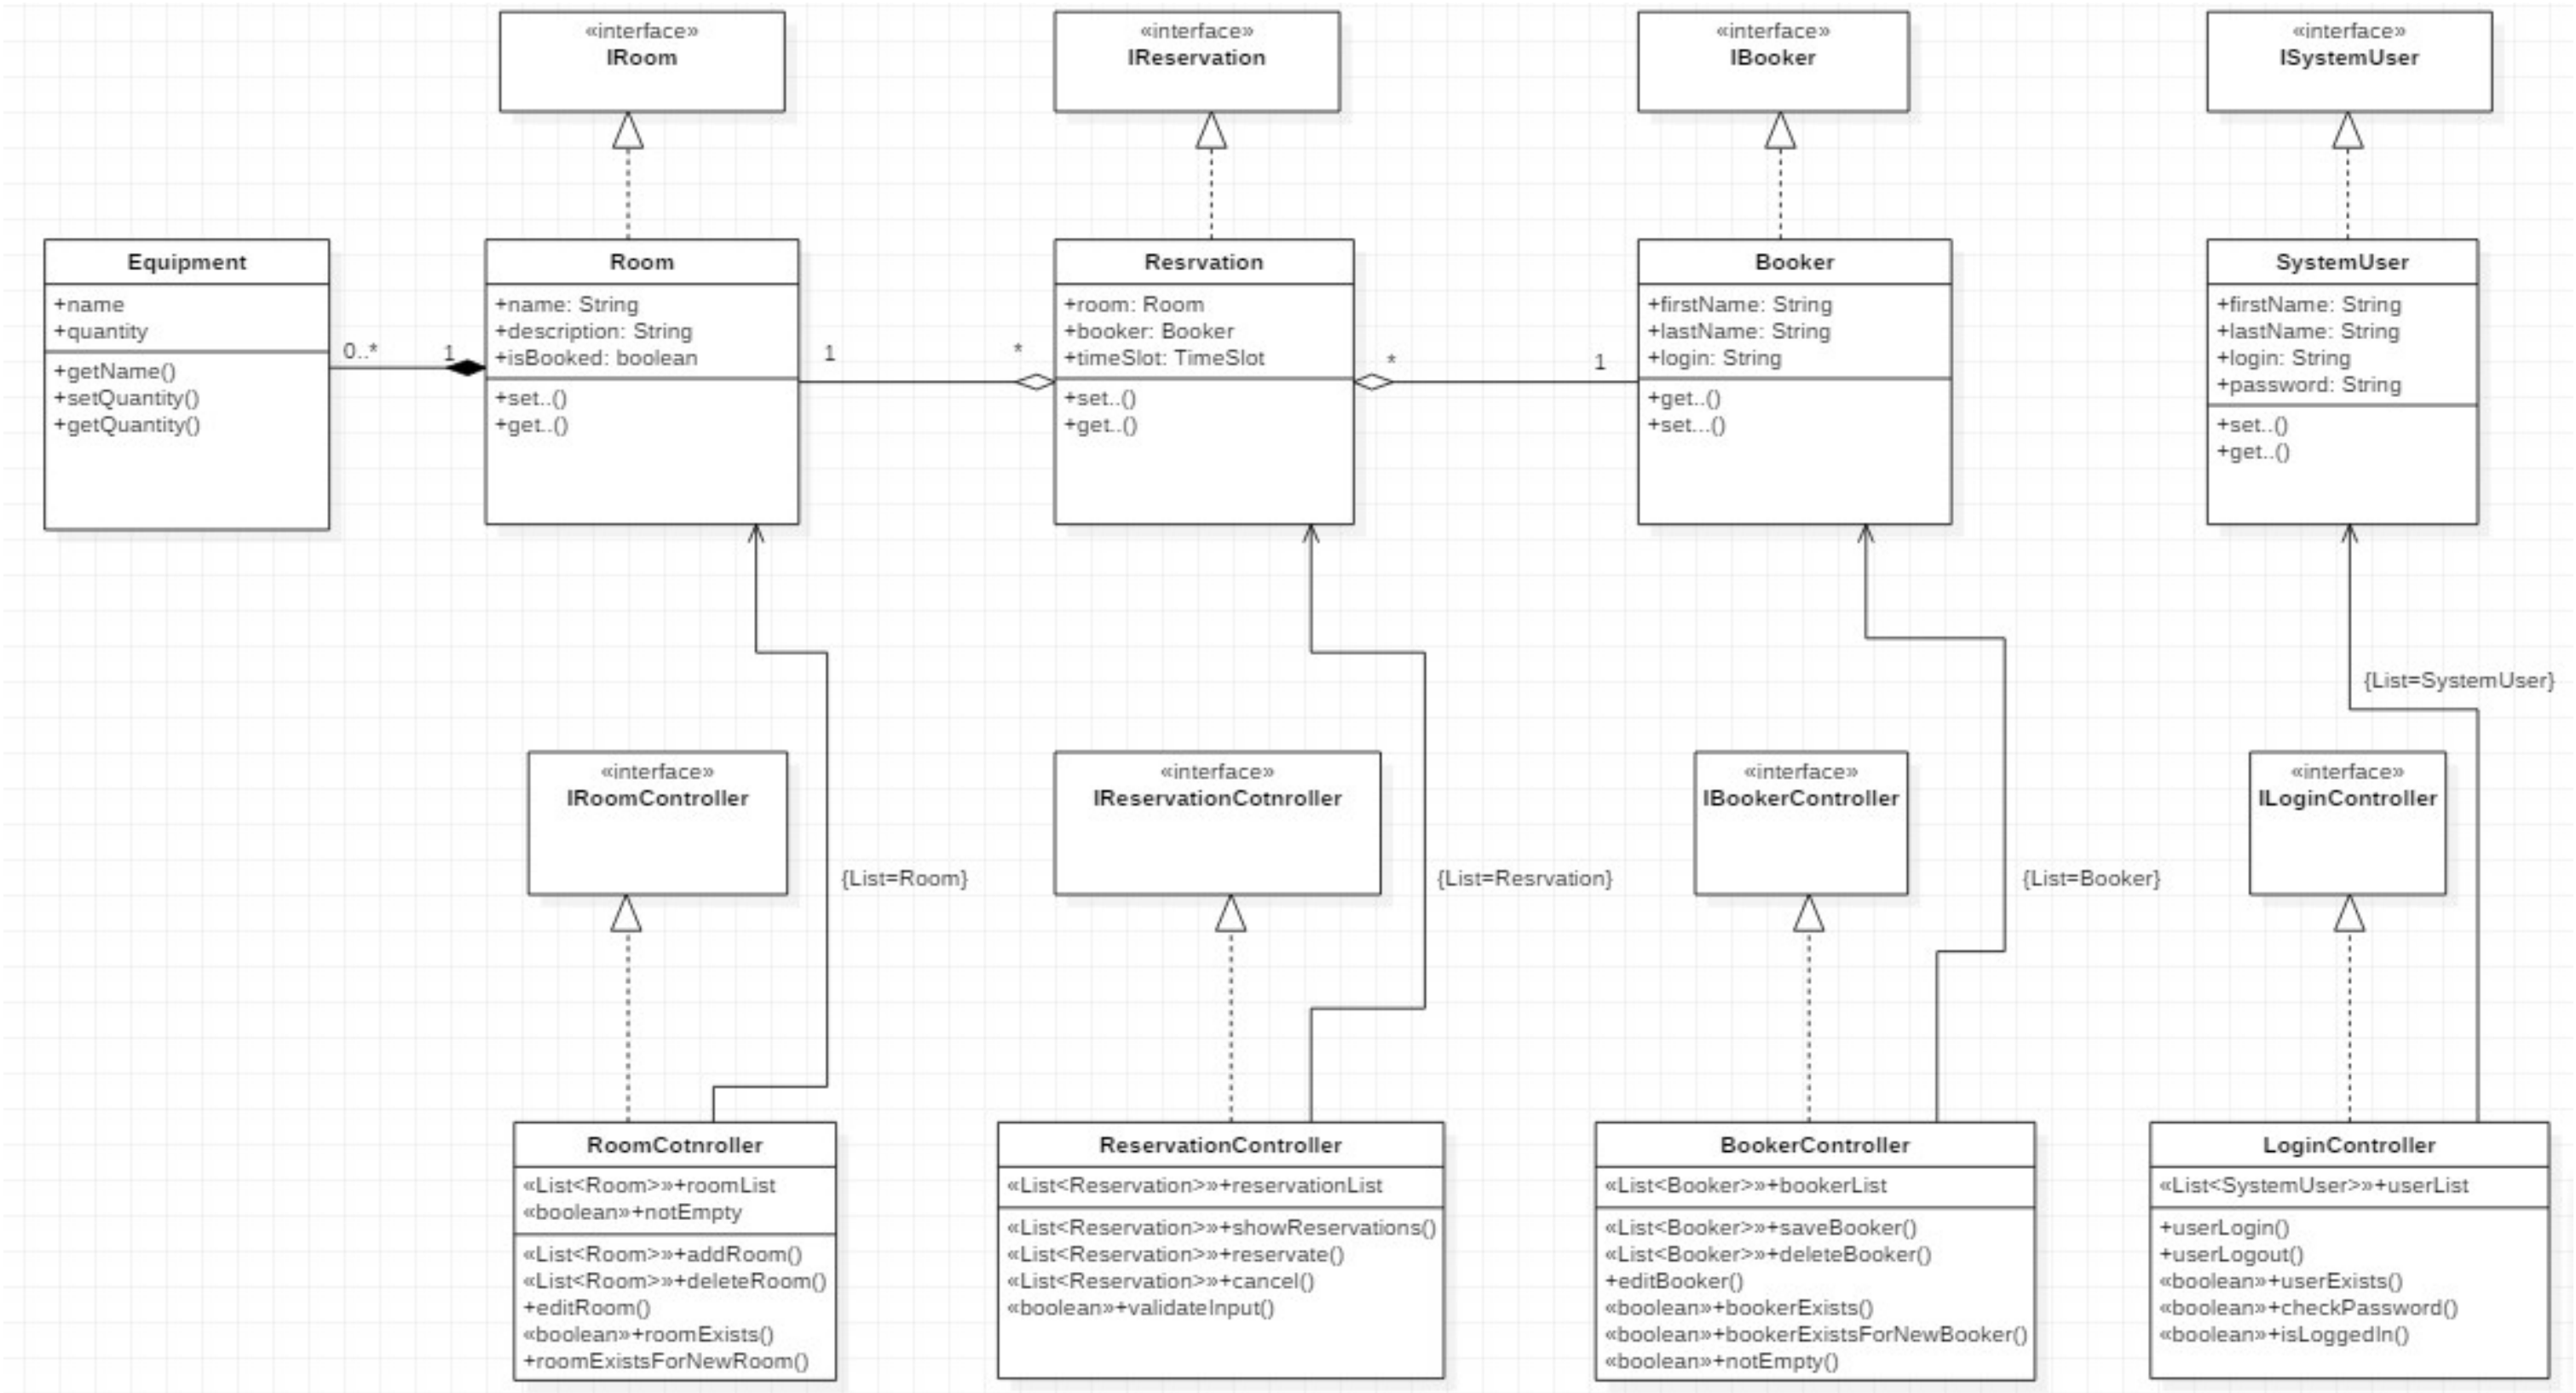 «interface»
IRoom
«interface»
IReservation
«interface»
IBooker
«interface»
ISystemUser
Equipment
+name
+quantity
+getName()
+setQuantity()
+getQuantity()
0..*
1
Room
+name: String
+description: String
+isBooked: boolean
+set..()
+get..()
1
*
Resrvation
+room: Room
+booker: Booker
+timeSlot: TimeSlot
+set..()
+get..()
*
1
Booker
+firstName: String
+lastName: String
+login: String
+get..()
+set...()
SystemUser
+firstName: String
+lastName: String
+login: String
+password: String
+set..()
+get..()
{List=SystemUser}
«interface»
IRoomController
«interface»
IReservationCotnroller
«interface»
IBookerController
«interface»
ILoginController
{List=Room}
{List=Resrvation}
{List=Booker}
RoomCotnroller
«List<Room>»+roomList
«boolean»+notEmpty
«List<Room>»+addRoom()
«List<Room>»+deleteRoom()
+editRoom()
«boolean»+roomExists()
+roomExistsForNewRoom()
ReservationController
«List<Reservation>»+reservationList
«List<Reservation>»+showReservations()
«List<Reservation>»+reservate()
«List<Reservation>»+cancel()
«boolean»+validateInput()
BookerController
«List<Booker>»+bookerList
«List<Booker>»+saveBooker()
«List<Booker>»+deleteBooker()
+editBooker()
«boolean»+bookerExists()
«boolean»+bookerExistsForNewBooker()
«boolean»+notEmpty()
LoginController
«List<SystemUser>»+userList
+userLogin()
+userLogout()
«boolean»+userExists()
«boolean»+checkPassword()
«boolean»+isLoggedIn()